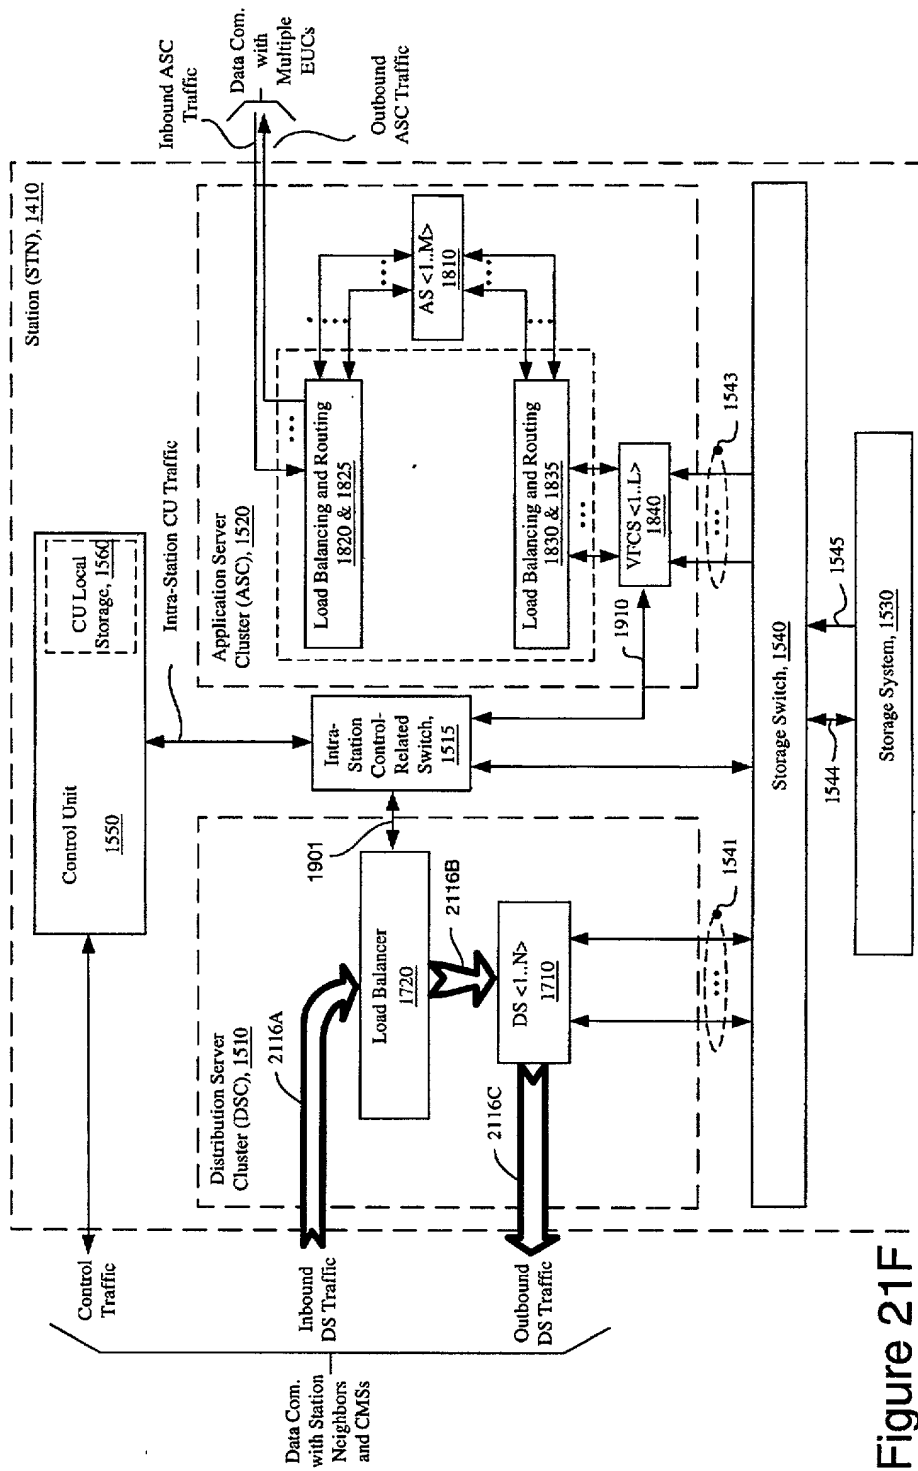 Station (STN), 1410
Control Unit
1550
CU Local
Storage, 1560
Control
Traffic
Intra-Station CU Traffic
Data Com.
with Station
Neighbors
and CMSs
Inbound
DS Traffic
Outbound
DS Traffic
Distribution Server
Cluster (DSC), 1510
2116A
Load Balancer
1720
2116B
DS <1..N>
1710
2116C
1901
Intra-
Station
Control-
Related
Switch,
1515
Application Server
Cluster (ASC), 1520
Load Balancing and Routing
1820 & 1825
AS <1..M>
1810
Load Balancing and Routing
1830 & 1835
VFCS <1..L>
1840
1910
Inbound ASC
Traffic
Data Com.
with
Multiple
EUCs
Outbound
ASC Traffic
1541
1543
Storage Switch, 1540
1544
1545
Storage System, 1530
Figure 21F